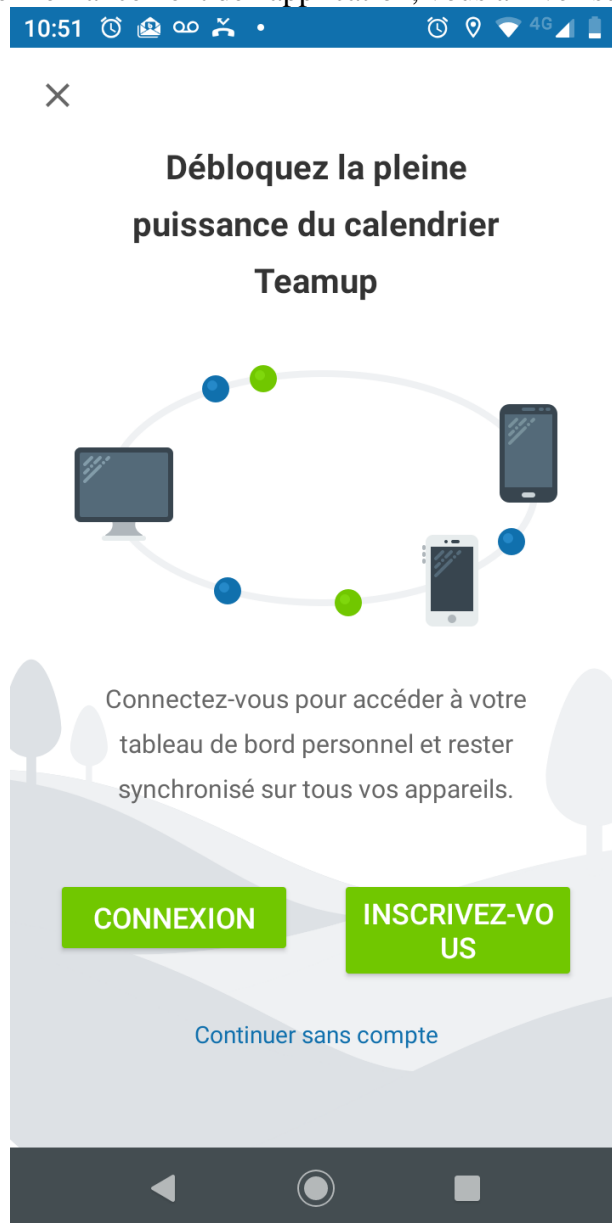 10:51
4G
Débloquez la pleine
puissance du calendrier
Teamup
Connectez-vous pour accéder à votre
tableau de bord personnel et rester
synchronisé sur tous vos appareils.
CONNEXION
INSCRIVEZ-VO
US
Continuer sans compte